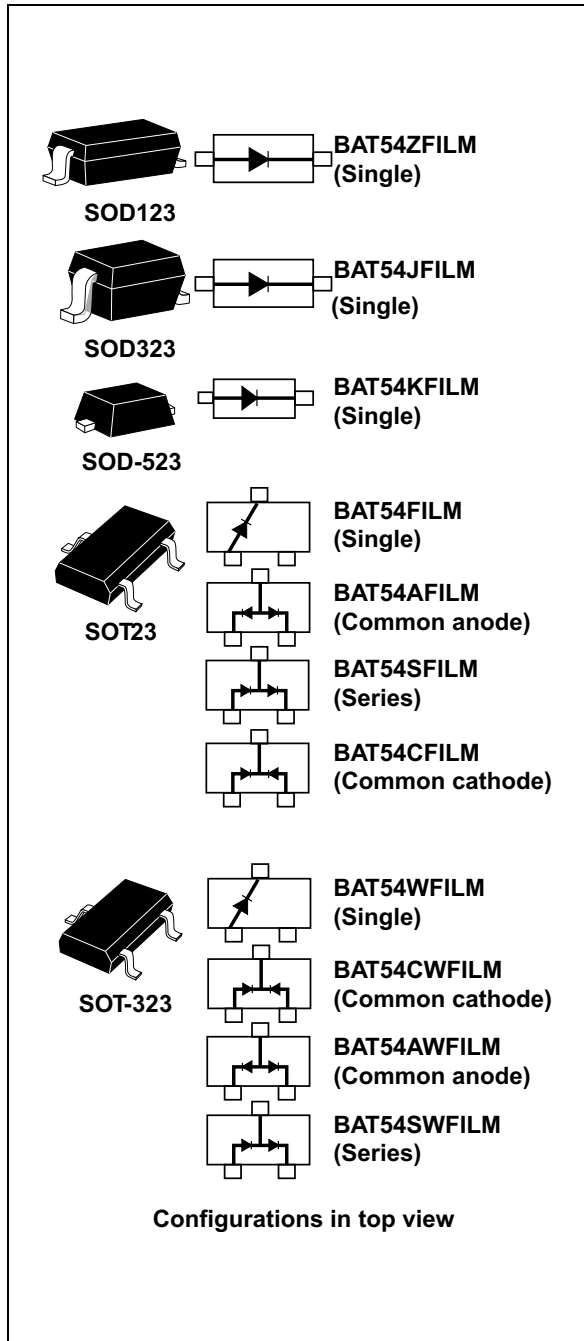 BAT54ZFILM
(Single)
SOD123
BAT54JFILM
(Single)
SOD323
BAT54KFILM
(Single)
SOD-523
BAT54FILM
(Single)
BAT54AFILM
(Common anode)
SOT23
BAT54SFILM
(Series)
BAT54CFILM
(Common cathode)
BAT54WFILM
(Single)
BAT54CWFILM
(Common cathode)
SOT-323
BAT54AWFILM
(Common anode)
BAT54SWFILM
(Series)
Configurations in top view